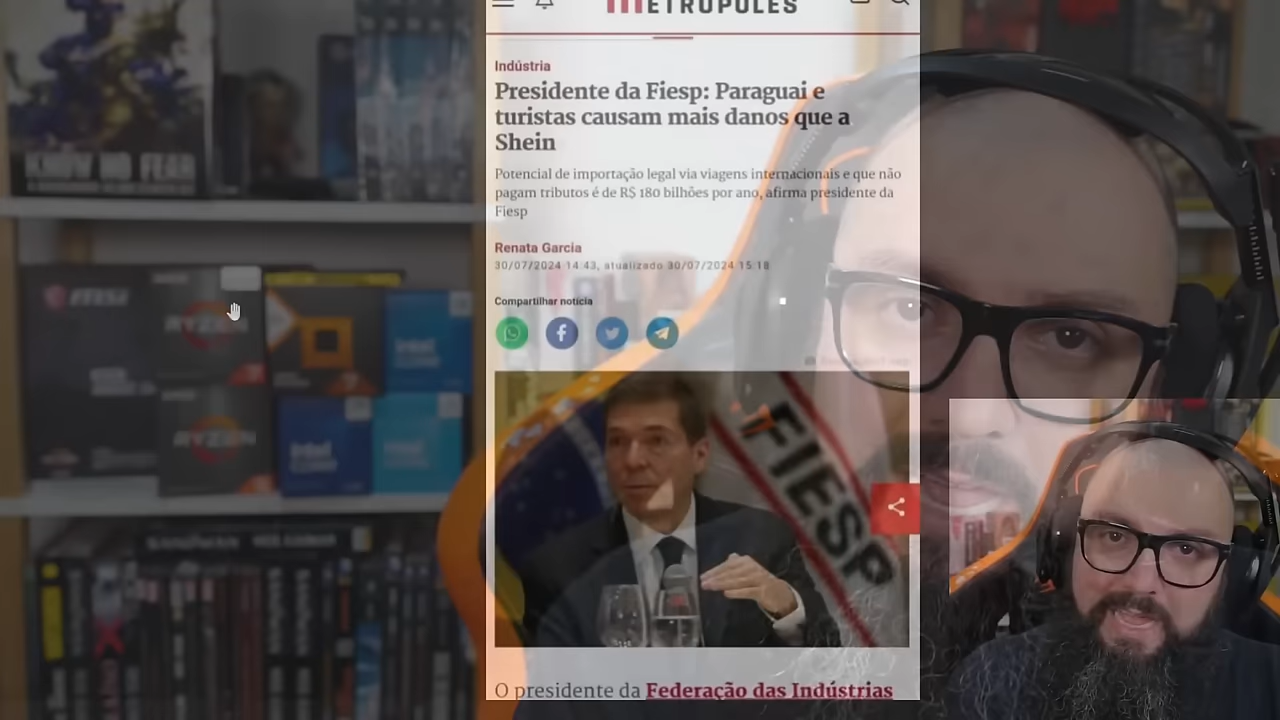 METRÓPOLES
Indústria
Presidente da Fiesp: Paraguai e
turistas causam mais danos que a
Shein
Potencial de importação legal via viagens internacionais e que não
pagam tributos é de R$ 180 bilhões por ano, afirma presidente da
Fiesp
Renata Garcia
30/07/2024 14:43, atualizado 30/07/2024 15:18
Compartilhar notícia
FIESP
O presidente da Federação das Indústrias
KNOW NO FEAR
MSI
RYZEN
intel
RYZEN
intel
intel
SANDMAN